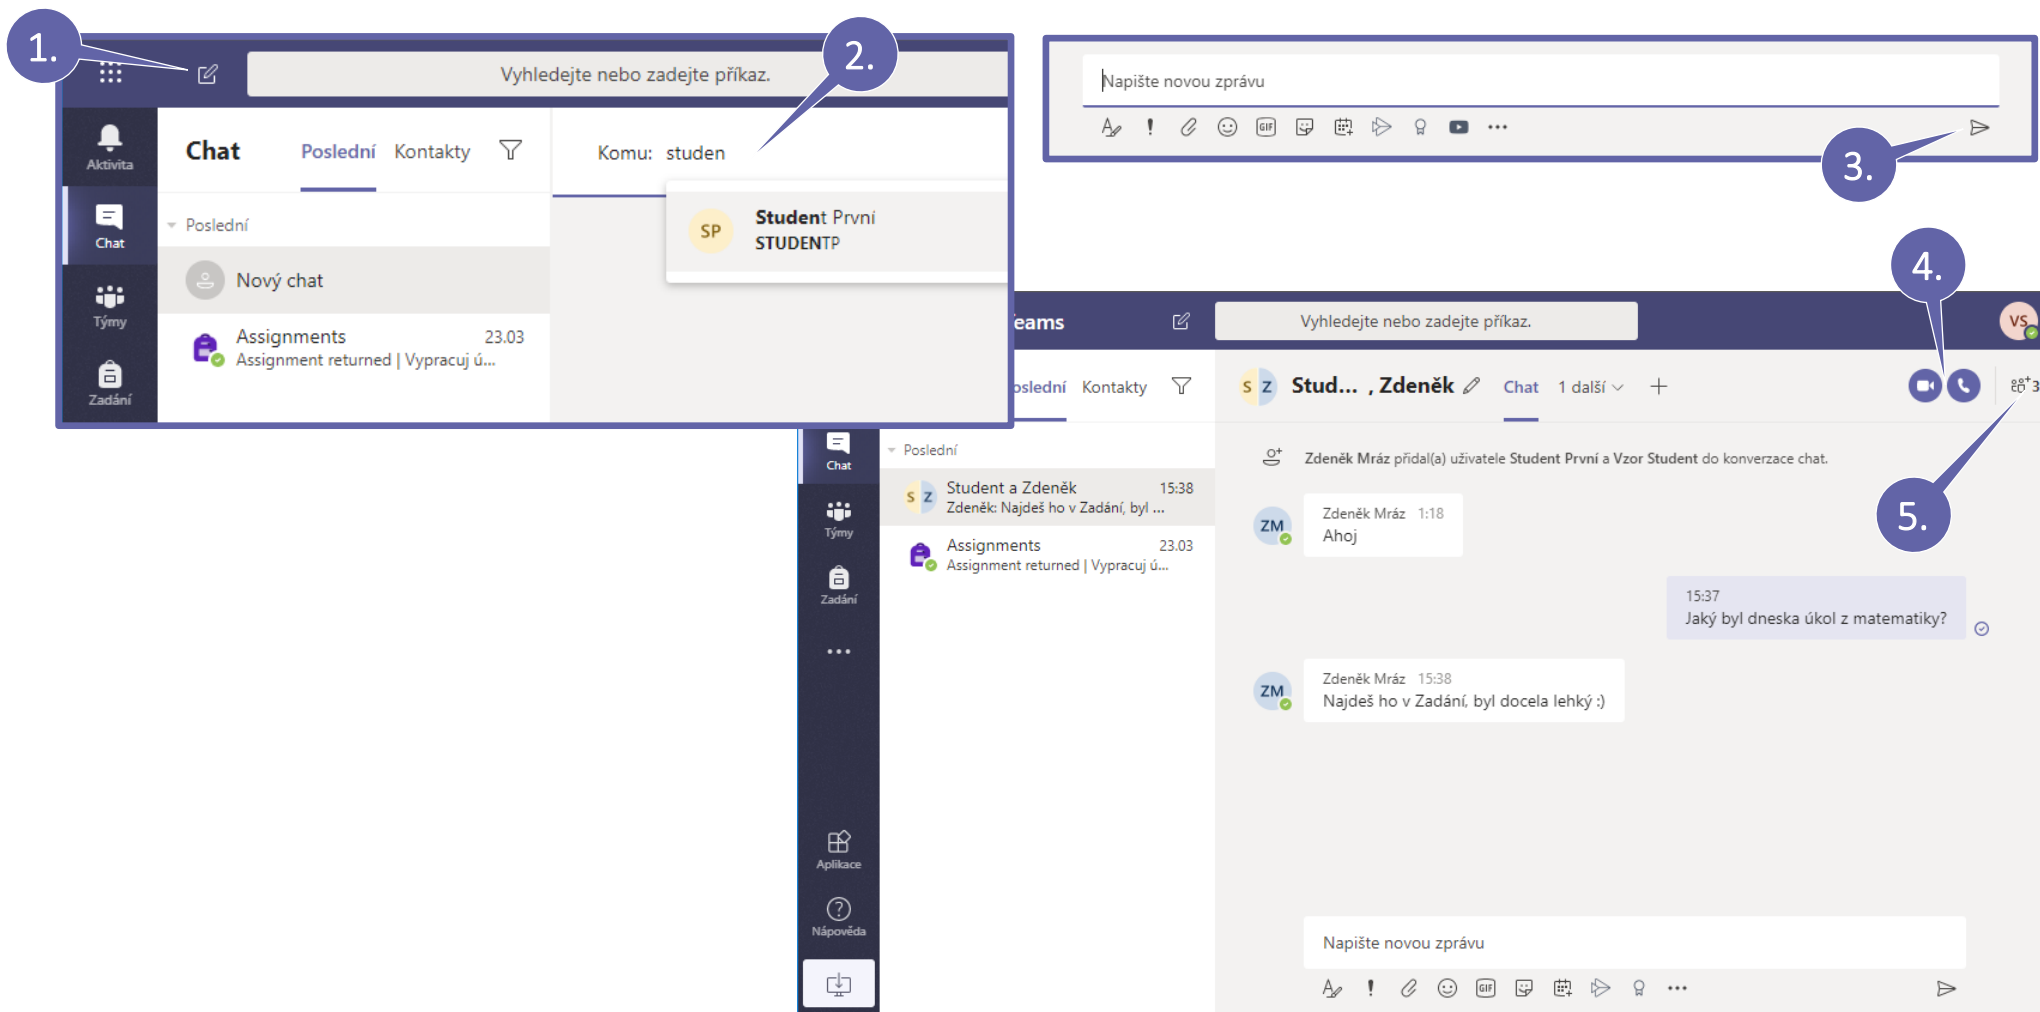 1.
Vyhledejte nebo zadejte příkaz.
2.
Aktivita
Chat
Poslední
Kontakty
Komu: studen
SP
Student První
STUDENTP
Chat
Poslední
Nový chat
Týmy
Assignments 23.03
Assignment returned | Vypracuj ú...
Zadání
Napište novou zprávu
GIF
3.
4.
eams
Vyhledejte nebo zadejte příkaz.
VS
oslední Kontakty
S Z
Stud... , Zdeněk
Chat
1 další
3
5.
Chat
Poslední
S Z
Student a Zdeněk 15:38
Zdeněk: Najdeš ho v Zadání, byl ...
Týmy
Assignments 23.03
Assignment returned | Vypracuj ú...
Zadání
Aplikace
Nápověda
Zdeněk Mráz přidal(a) uživatele Student První a Vzor Student do konverzace chat.
ZM
Zdeněk Mráz 1:18
Ahoj
15:37
Jaký byl dneska úkol z matematiky?
ZM
Zdeněk Mráz 15:38
Najdeš ho v Zadání, byl docela lehký :)
Napište novou zprávu
GIF